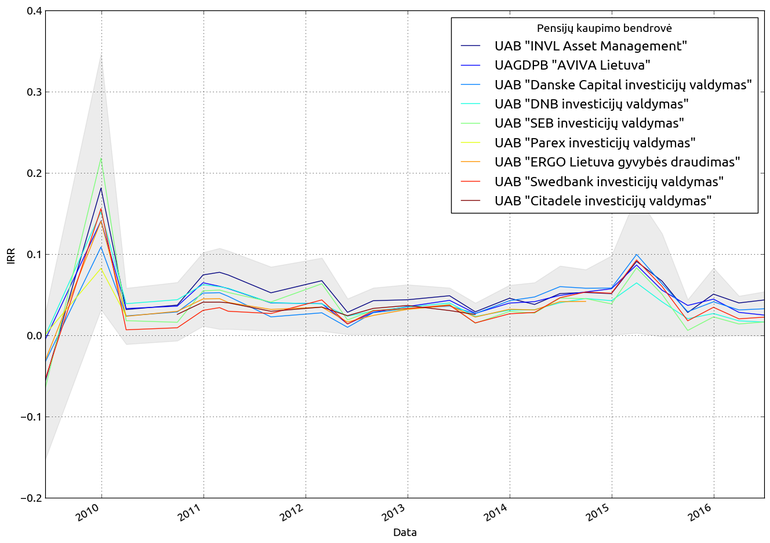 Pensijų kaupimo bendrovė
UAB "INVL Asset Management"
UAGDPB "AVIVA Lietuva"
UAB "Danske Capital investicijų valdymas"
UAB "DNB investicijų valdymas"
UAB "SEB investicijų valdymas"
UAB "Parex investicijų valdymas"
UAB "ERGO Lietuva gyvybės draudimas"
UAB "Swedbank investicijų valdymas"
UAB "Citadele investicijų valdymas"
0.4
0.3
0.2
0.1
0.0
−0.1
−0.2
IRR
2010
2011
2012
2013
2014
2015
2016
Data